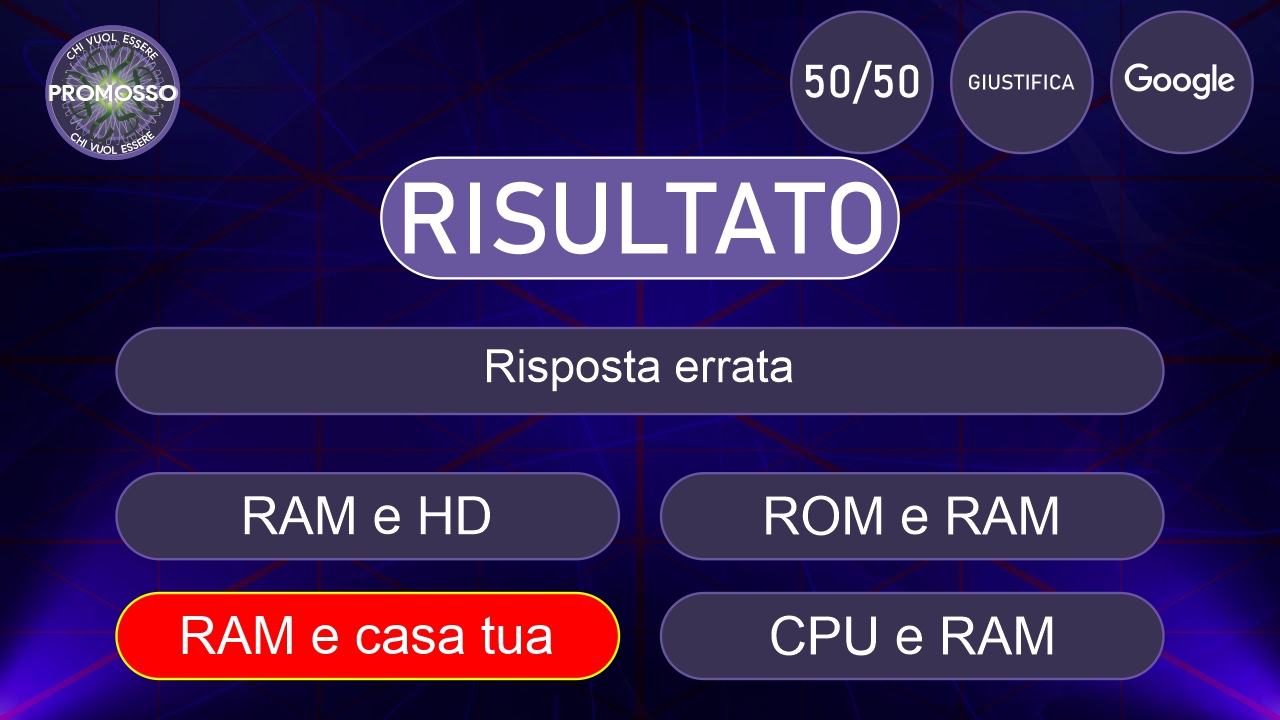 CHI VUOL ESSERE
PROMOSSO
CHI VUOL ESSERE
50/50
GIUSTIFICA
Google
RISULTATO
Risposta errata
RAM e HD
ROM e RAM
RAM e casa tua
CPU e RAM